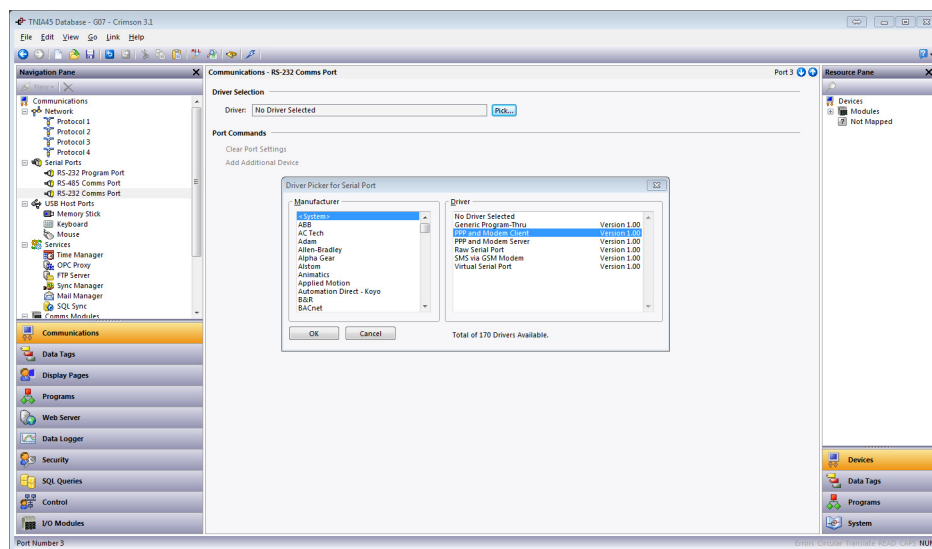 TNIA45 Database - G07 - Crimson 3.1
File Edit View Go Link Help
Navigation Pane
New
Communications
Network
Protocol 1
Protocol 2
Protocol 3
Protocol 4
Serial Ports
RS-232 Program Port
RS-485 Comms Port
RS-232 Comms Port
USB Host Ports
Memory Stick
Keyboard
Mouse
Services
Time Manager
OPC Proxy
FTP Server
Sync Manager
Mail Manager
SQL Sync
Comms Modules
Communications
Data Tags
Display Pages
Programs
Web Server
Data Logger
Security
SQL Queries
Control
I/O Modules
Communications - RS-232 Comms Port Port 3
Driver Selection
Driver: No Driver Selected Pick...
Port Commands
Clear Port Settings
Add Additional Device
Driver Picker for Serial Port
Manufacturer
<System>
ABB
AC Tech
Adam
Allen-Bradley
Alpha Gear
Alstom
Animatics
Applied Motion
Automation Direct - Koyo
B&R
BACnet
Driver
No Driver Selected
Generic Program-Thru Version 1.00
PPP and Modem Client Version 1.00
PPP and Modem Server Version 1.00
Raw Serial Port Version 1.00
SMS via GSM Modem Version 1.00
Virtual Serial Port Version 1.00
OK Cancel Total of 170 Drivers Available.
Resource Pane
Devices
Modules
Not Mapped
Devices
Data Tags
Programs
System
Port Number 3 Errors Circular Translate READ CAPS NUM